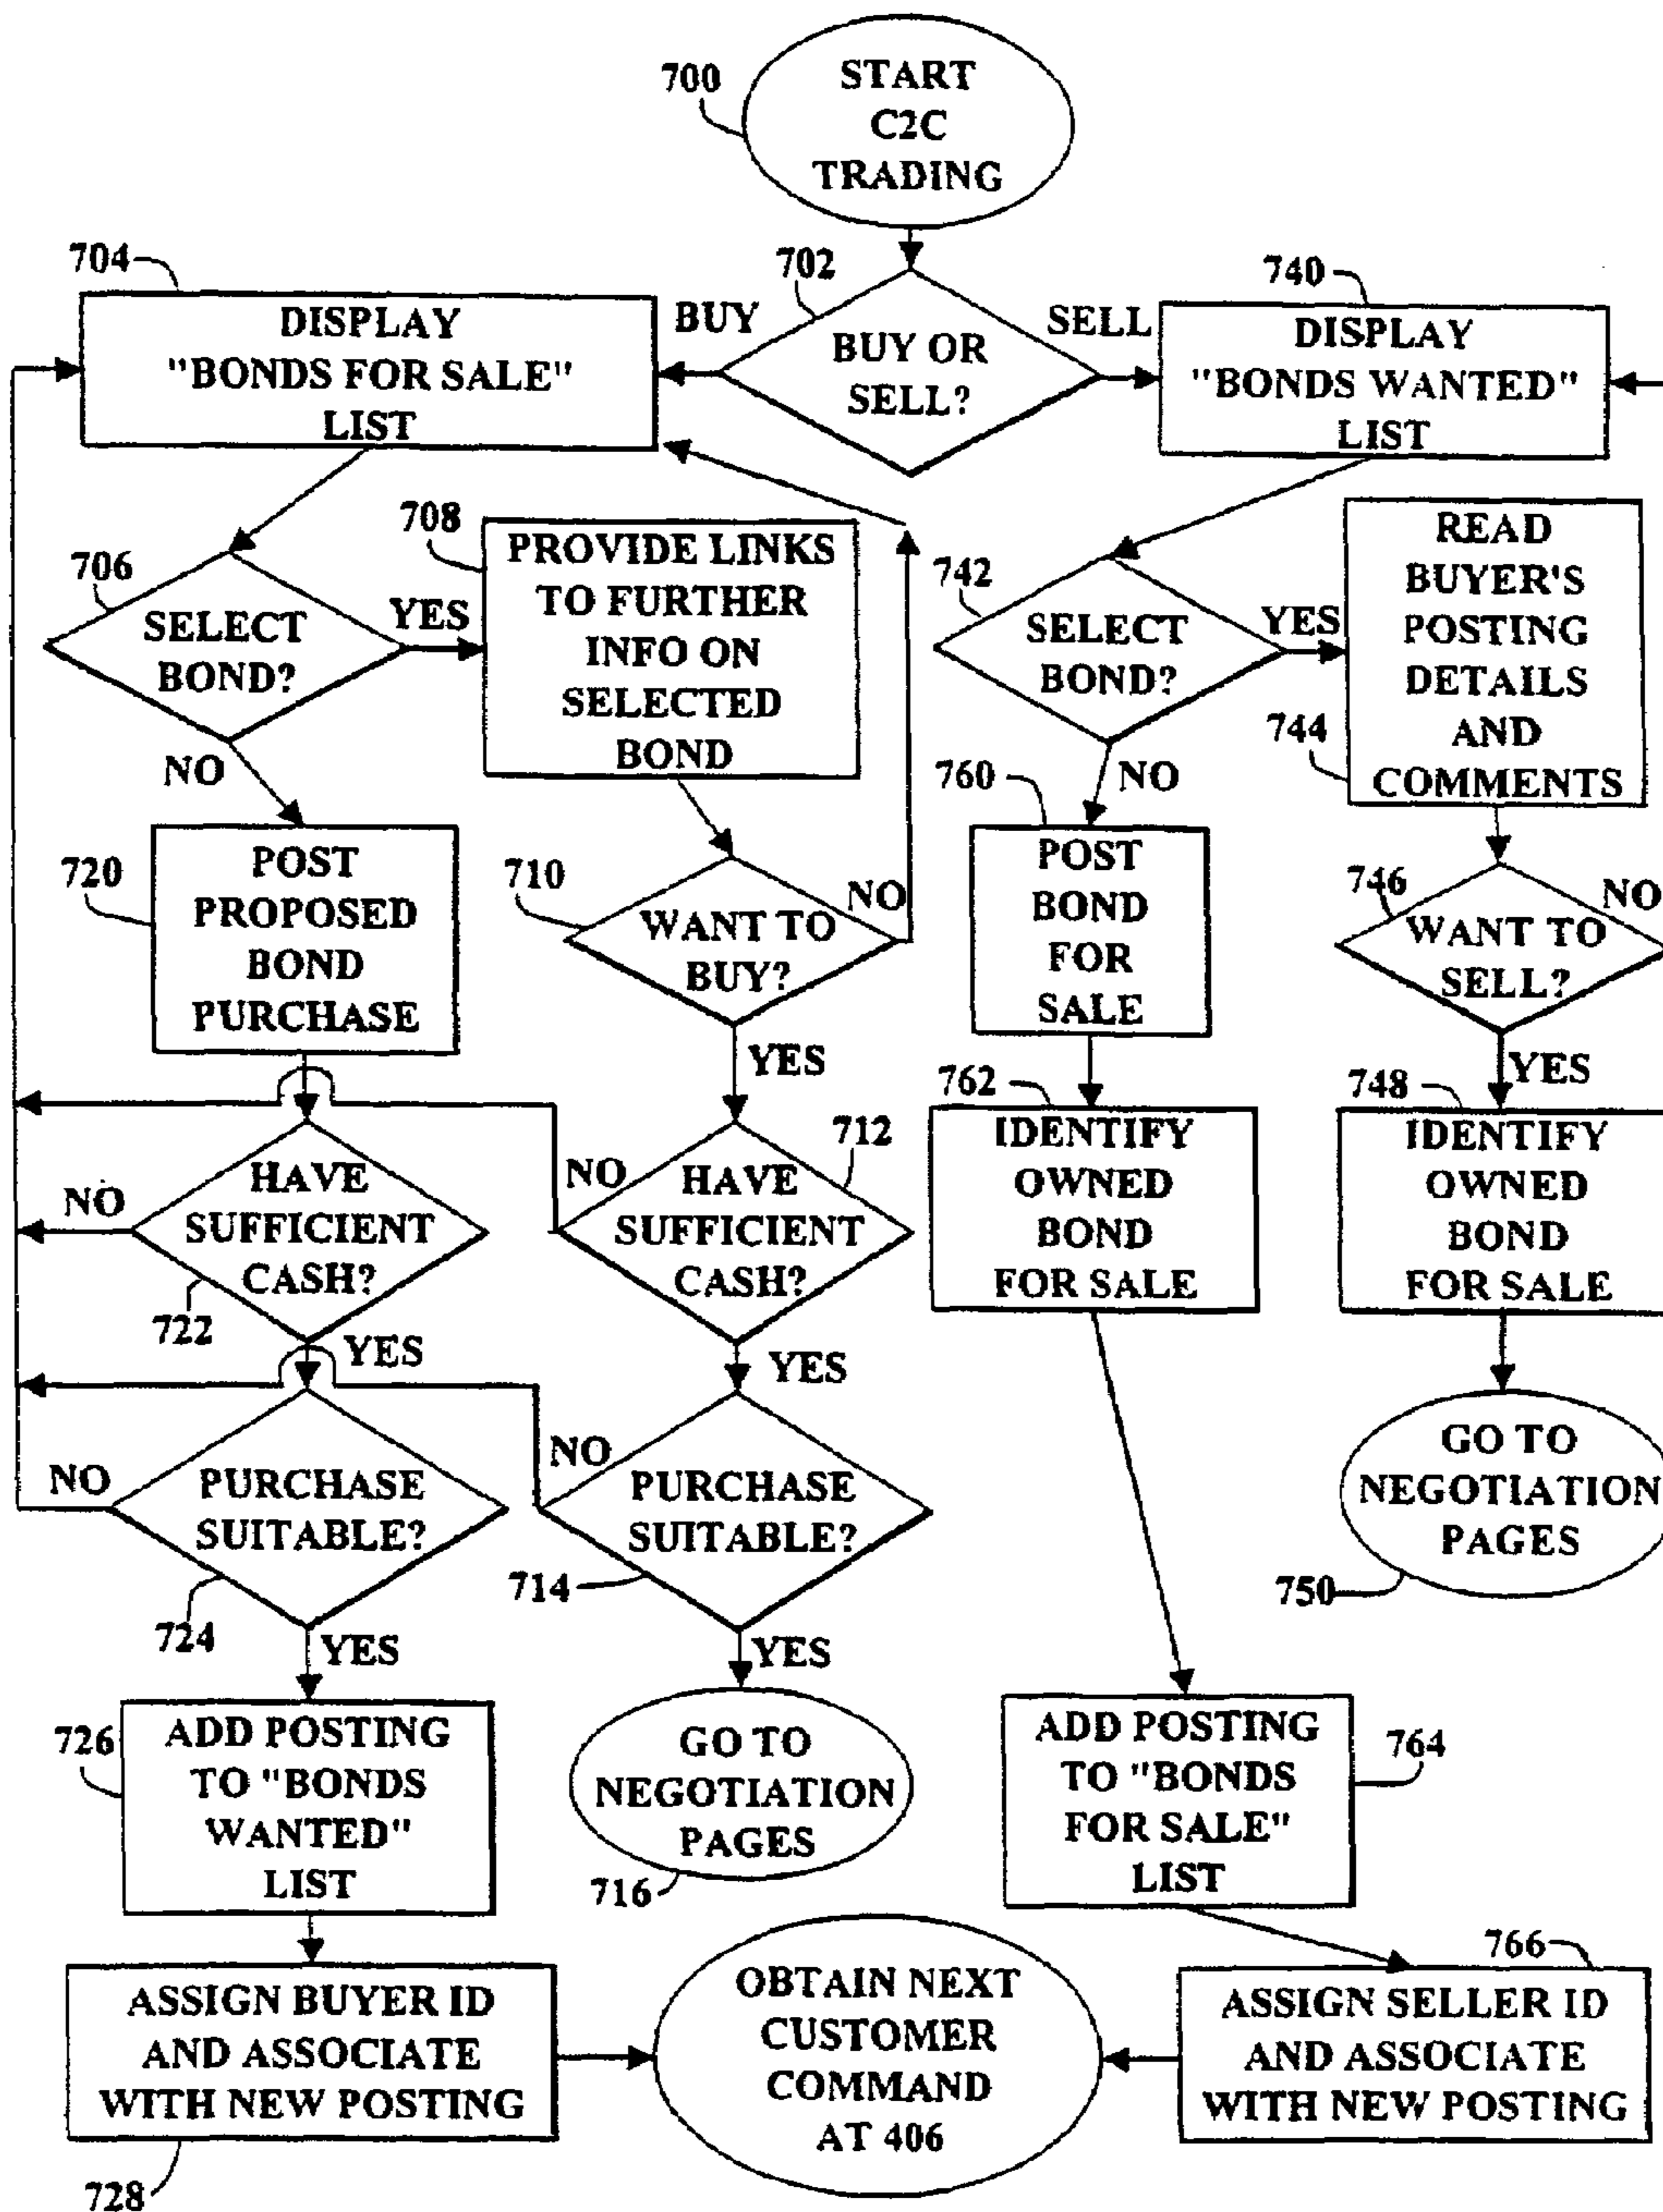 700
START
C2C
TRADING
704
702
740
DISPLAY
"BONDS FOR SALE"
LIST
BUY
BUY OR
SELL?
SELL
DISPLAY
"BONDS WANTED"
LIST
706
SELECT
BOND?
YES
NO
708
PROVIDE LINKS
TO FURTHER
INFO ON
SELECTED
BOND
742
SELECT
BOND?
YES
NO
READ
BUYER'S
POSTING
DETAILS
AND
COMMENTS
744
720
POST
PROPOSED
BOND
PURCHASE
710
WANT TO
BUY?
NO
YES
760
POST
BOND
FOR
SALE
746
WANT TO
SELL?
NO
YES
722
HAVE
SUFFICIENT
CASH?
NO
YES
712
HAVE
SUFFICIENT
CASH?
NO
YES
762
IDENTIFY
OWNED
BOND
FOR SALE
748
IDENTIFY
OWNED
BOND
FOR SALE
724
PURCHASE
SUITABLE?
NO
YES
714
PURCHASE
SUITABLE?
NO
YES
GO TO
NEGOTIATION
PAGES
750
726
ADD POSTING
TO "BONDS
WANTED"
LIST
GO TO
NEGOTIATION
PAGES
716
ADD POSTING
TO "BONDS
FOR SALE"
LIST
764
766
ASSIGN BUYER ID
AND ASSOCIATE
WITH NEW POSTING
728
OBTAIN NEXT
CUSTOMER
COMMAND
AT 406
ASSIGN SELLER ID
AND ASSOCIATE
WITH NEW POSTING